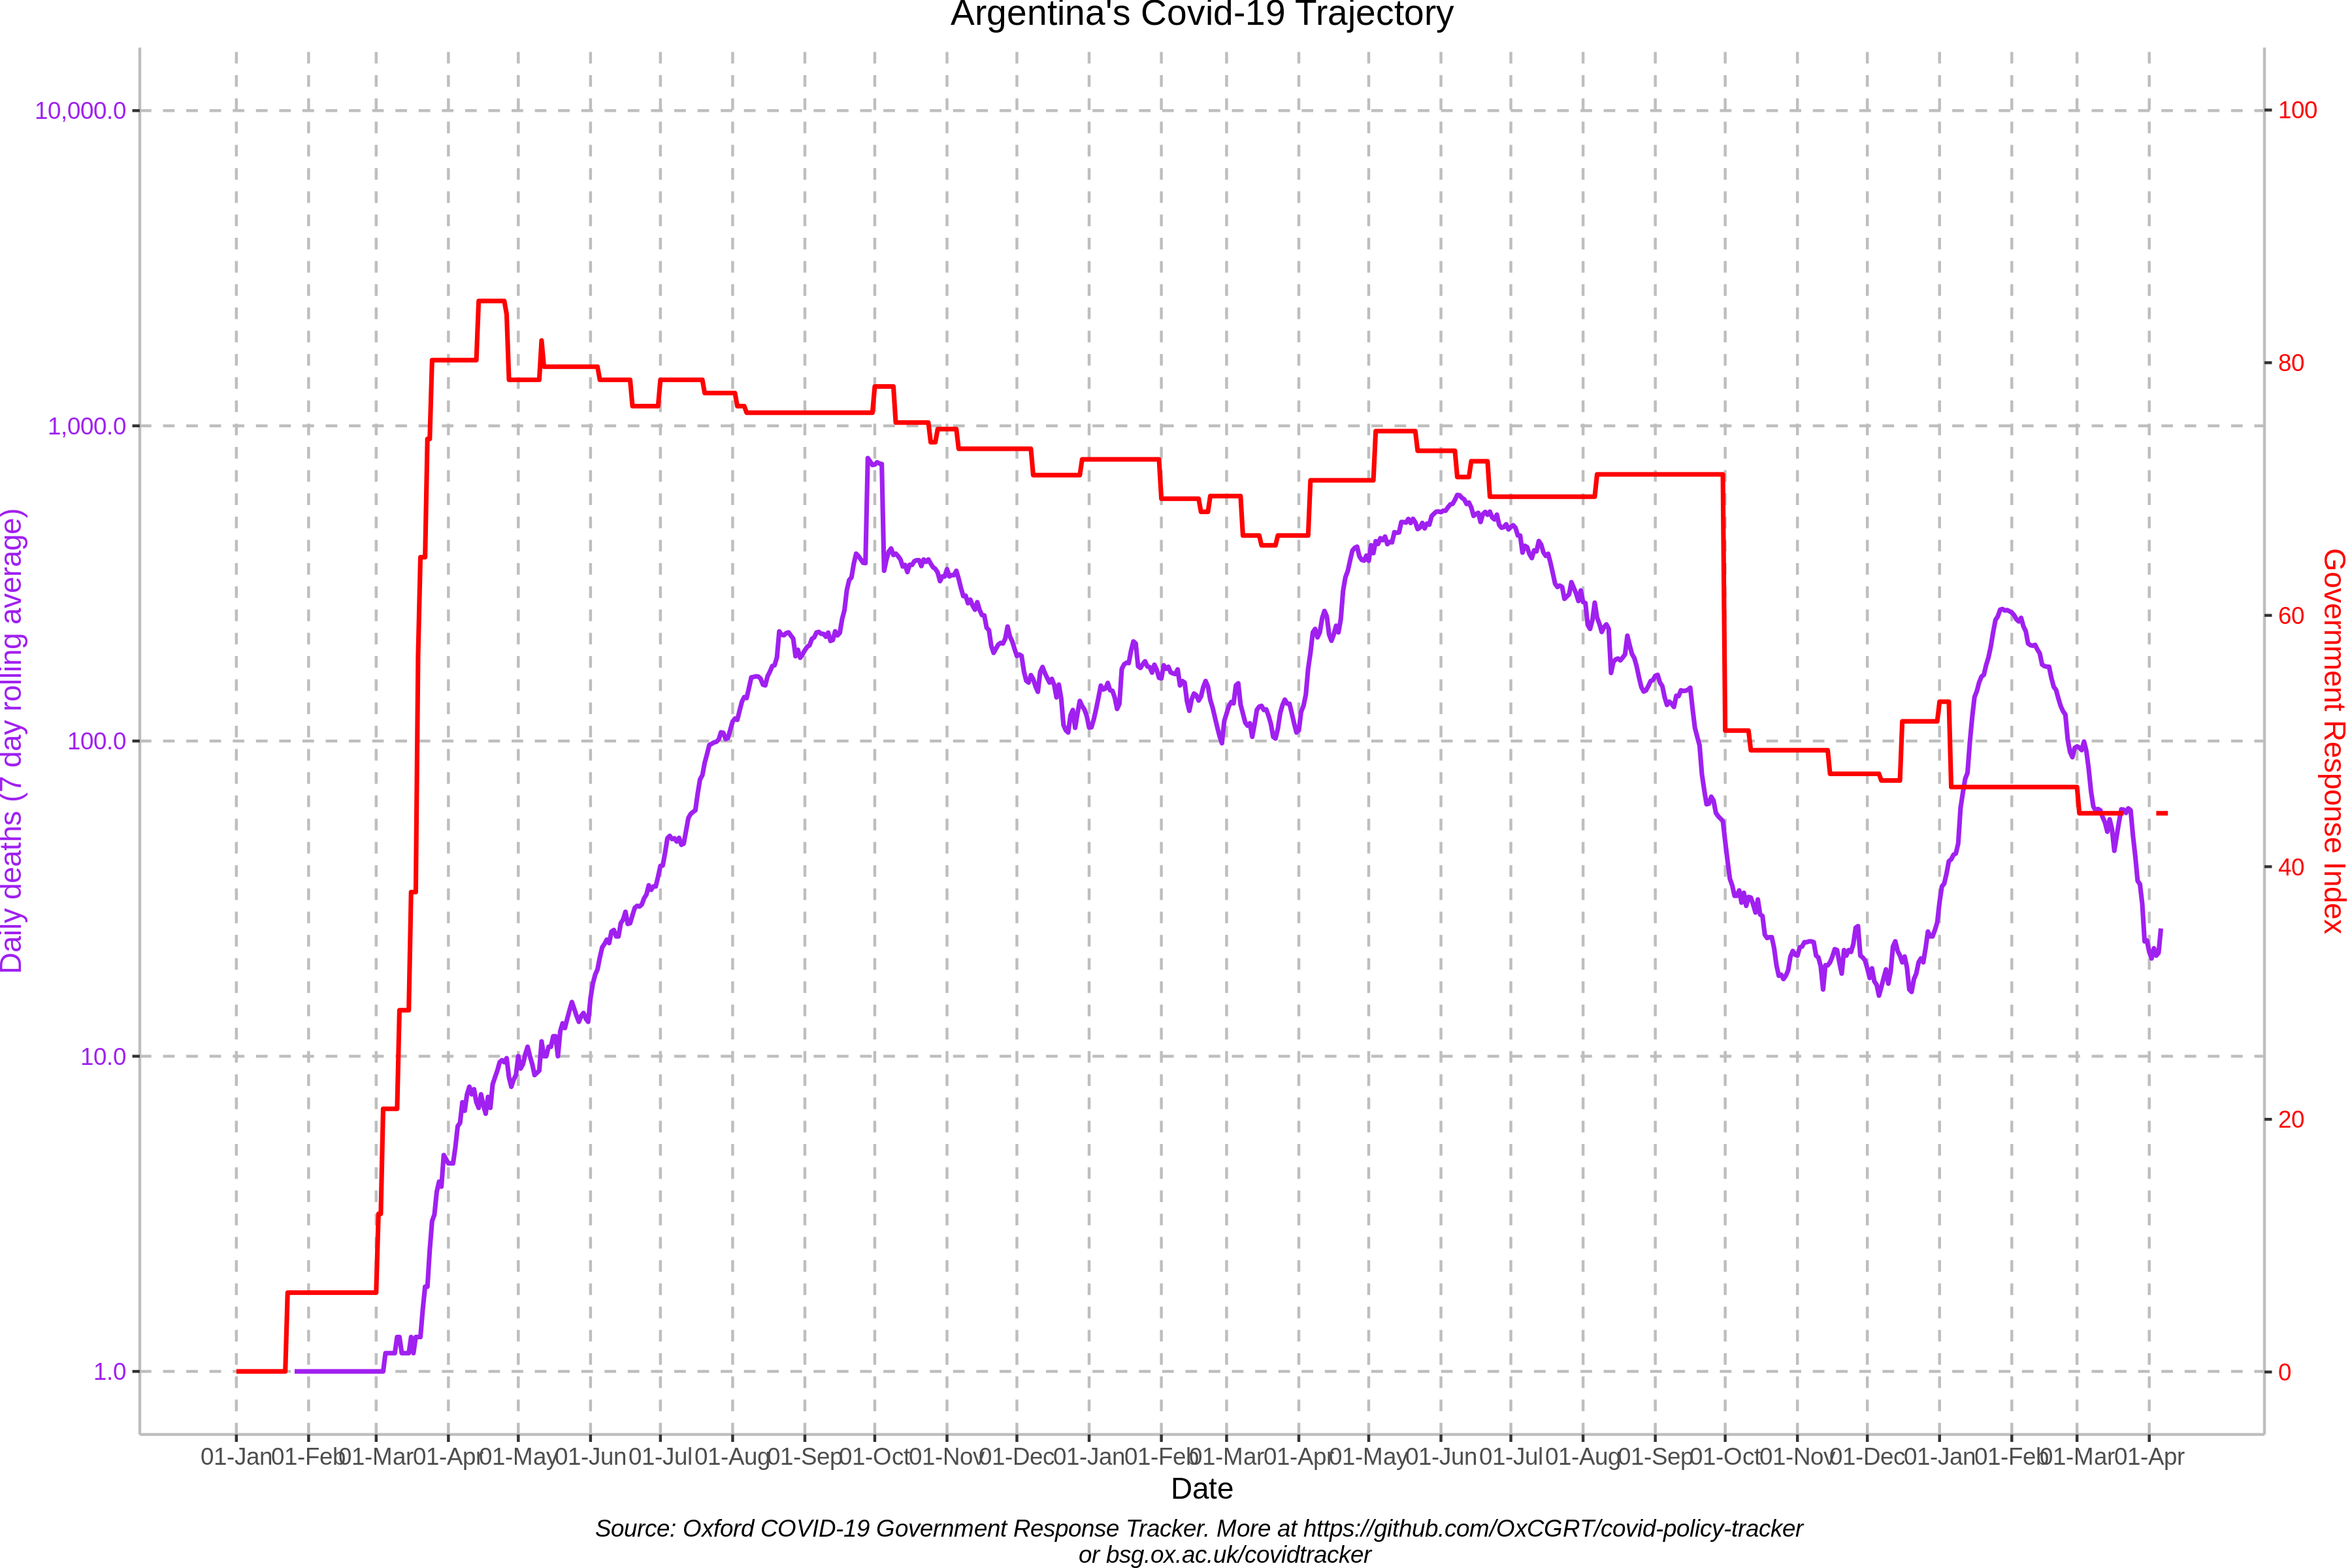 Argentina's Covid-19 Trajectory
10,000.0
1,000.0
100.0
10.0
1.0
Daily deaths (7 day rolling average)
100
80
60
40
20
0
Government Response Index
01-Jan 01-Feb 01-Mar 01-Apr 01-May 01-Jun 01-Jul 01-Aug 01-Sep 01-Oct 01-Nov 01-Dec 01-Jan 01-Feb 01-Mar 01-Apr 01-May 01-Jun 01-Jul 01-Aug 01-Sep 01-Oct 01-Nov 01-Dec 01-Jan 01-Feb 01-Mar 01-Apr
Date
Source: Oxford COVID-19 Government Response Tracker. More at https://github.com/OxCGRT/covid-policy-tracker
or bsg.ox.ac.uk/covidtracker